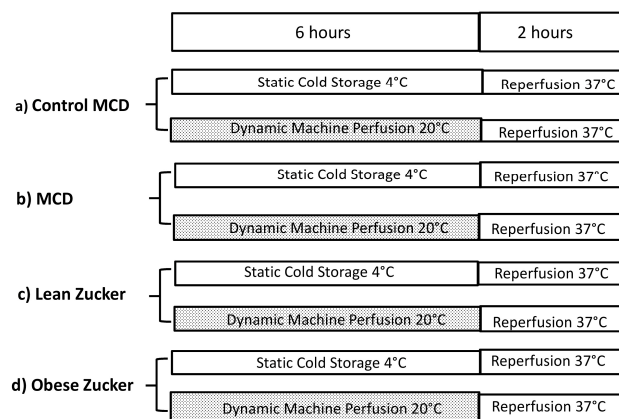 6 hours 2 hours
Static Cold Storage 4°C Reperfusion 37°C
a) Control MCD
Dynamic Machine Perfusion 20°C Reperfusion 37°C
Static Cold Storage 4°C Reperfusion 37°C
b) MCD
Dynamic Machine Perfusion 20°C Reperfusion 37°C
Static Cold Storage 4°C Reperfusion 37°C
c) Lean Zucker
Dynamic Machine Perfusion 20°C Reperfusion 37°C
Static Cold Storage 4°C Reperfusion 37°C
d) Obese Zucker
Dynamic Machine Perfusion 20°C Reperfusion 37°C